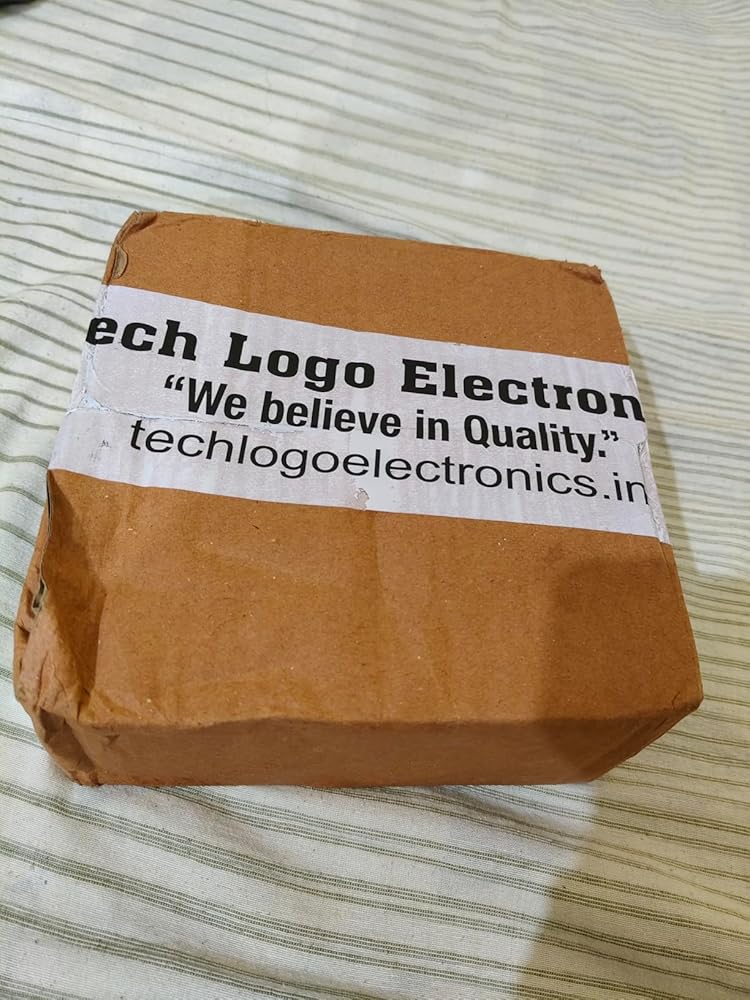 ech Logo Electron
“We believe in Quality.”
techlogoelectronics.in